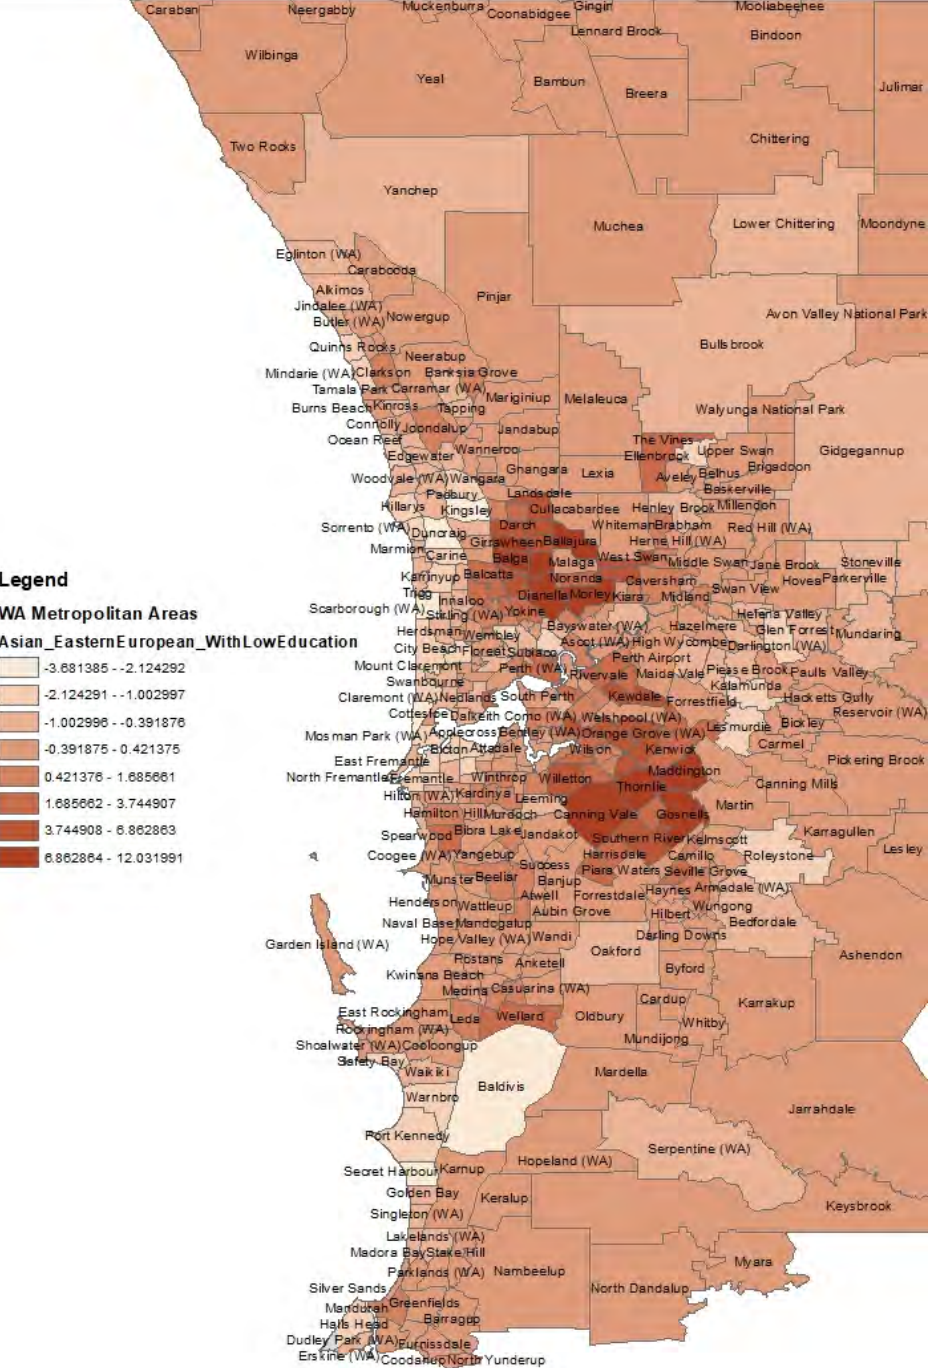 Caraban
Neergabby
Muckenburra
Coonabidgee
Gingin
Mooliabeenee
Lennard Brook
Bindoon
Wilbinga
Yeal
Bambun
Breera
Julimar
Two Rocks
Chittering
Yanchep
Muchea
Lower Chittering
Moondyne
Eglinton (WA)
Carabooda
Alkimos
Pinjar
Jindalee (WA)
Butler (WA)
Nowergup
Avon Valley National Park
Bullsbrook
Quinns Rocks
Neerabup
Mindarie (WA)
Clarkson
Banksia Grove
Tamala Park
Carramar (WA)
Mariginiup
Melaleuca
Burns Beach
Kinross
Tapping
Walyunga National Park
Connolly
Joondalup
Jandabup
Ocean Reef
The Vines
Edgewater
Wanneroo
Ellenbrook
Upper Swan
Gidgegannup
Ghangara
Lexia
Aveley
Belhus
Brigadoon
Woodvale (WA)
Wangara
Baskerville
Padbury
Landsdale
Hillarys
Kingsley
Cullacabardee
Henley Brook
Millendon
Sorrento (WA)
Duncraig
Darch
Whiteman
Brabham
Red Hill (WA)
Marmion
Carine
Girrawheen
Ballajura
Herne Hill (WA)
Balga
Malaga
West Swan
Middle Swan
Jane Brook
Stoneville
Legend
Karrinyup
Balcatta
Noranda
Caversham
Hovea
Parkerville
Trigg
Innaloo
Dianella
Morley
Kiara
Midland
Swan View
WA Metropolitan Areas
Scarborough (WA)
Stirling (WA)
Yokine
Helena Valley
Herdsman
Wembley
Bayswater (WA)
Hazelmere
Glen Forrest
Mundaring
Asian_EasternEuropean_WithLowEducation
City Beach
Floreat
Subiaco
Ascot (WA)
High Wycombe
Darlington (WA)
-3.681385 - -2.124292
Mount Claremont
Perth (WA)
Rivervale
Perth Airport
Maida Vale
Piesse Brook
Paulls Valley
Swanbourne
Kalamunda
-2.124291 - -1.002997
Claremont (WA)
Nedlands
South Perth
Kewdale
Forrestfield
Hacketts Gully
Cottesloe
Dalkeith
Como (WA)
Welshpool (WA)
Reservoir (WA)
-1.002996 - -0.391876
Mosman Park (WA)
Applecross
Bentley (WA)
Orange Grove (WA)
Lesmurdie
Bickley
Bicton
Attadale
Wilson
Kenwick
Carmel
-0.391875 - 0.421375
East Fremantle
Pickering Brook
0.421376 - 1.685661
North Fremantle
Fremantle
Winthrop
Willetton
Maddington
Thornlie
Canning Mills
1.685662 - 3.744907
Hilton (WA)
Kardinya
Leeming
Martin
Hamilton Hill
Murdoch
Canning Vale
Gosnells
3.744908 - 6.862863
Spearwood
Bibra Lake
Jandakot
Southern River
Kelmscott
Karragullen
Lesley
6.862864 - 12.031991
Coogee (WA)
Yangebup
Success
Harrisdale
Camillo
Roleystone
Munster
Beeliar
Banjup
Piara Waters
Seville Grove
Henderson
Wattleup
Atwell
Forrestdale
Haynes
Armadale (WA)
Aubin Grove
Hilbert
Wungong
Naval Base
Mandogalup
Bedfordale
Garden Island (WA)
Hope Valley (WA)
Wandi
Darling Downs
Oakford
Ashendon
Postans
Anketell
Byford
Kwinana Beach
Medina
Casuarina (WA)
Cardup
Karrakup
East Rockingham
Leda
Wellard
Oldbury
Whitby
Rockingham (WA)
Mundijong
Shoalwater (WA)
Cooloongup
Safety Bay
Waikiki
Baldivis
Mardella
Warnbro
Jarrahdale
Port Kennedy
Serpentine (WA)
Secret Harbour
Karnup
Hopeland (WA)
Golden Bay
Keralup
Keysbrook
Singleton (WA)
Lakelands (WA)
Madora Bay
Stake Hill
Myara
Parklands (WA)
Nambeelup
Silver Sands
North Dandalup
Mandurah
Greenfields
Halls Head
Barragup
Dudley Park (WA)
Furnissdale
Erskine (WA)
Coodanup
North Yunderup